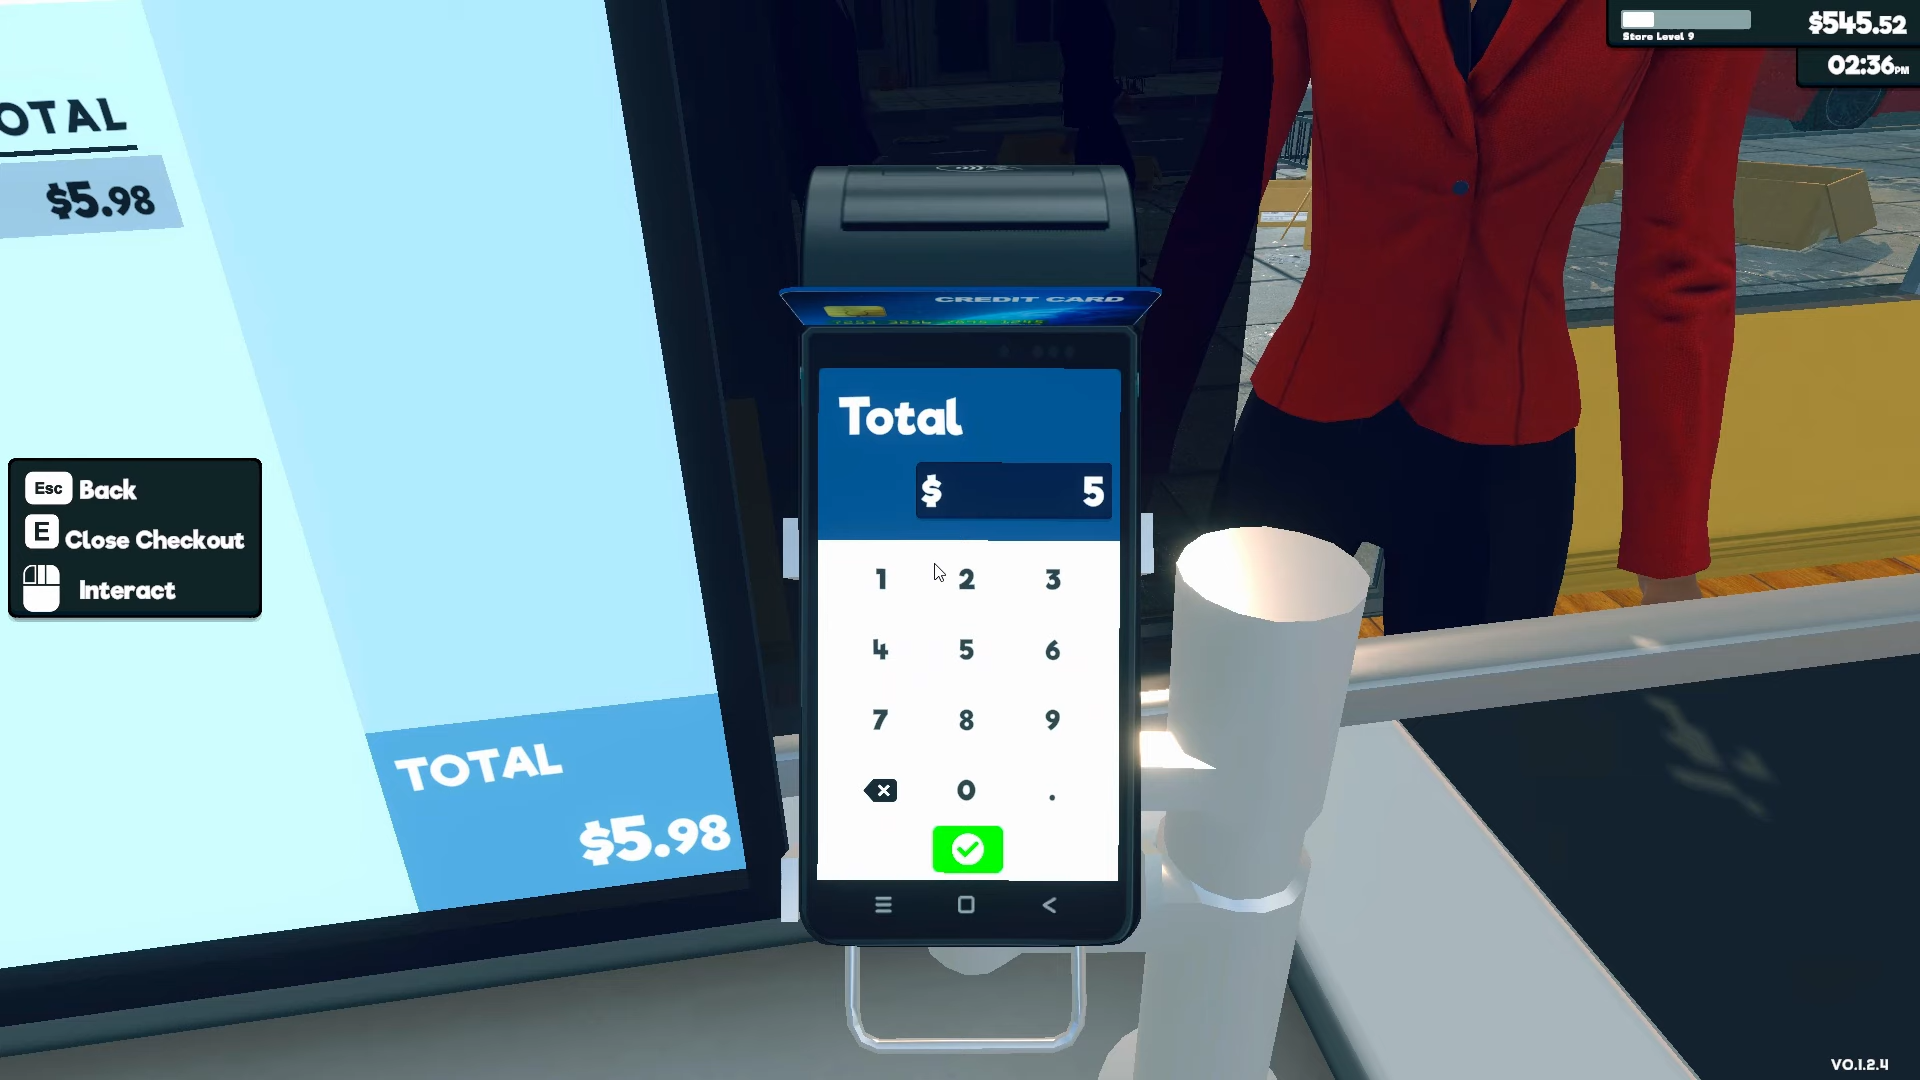 OTAL
$5.98
TOTAL
$5.98
Esc Back
E Close Checkout
Interact
CREDIT CARD
Total
$ 5
1 2 3
4 5 6
7 8 9
0 .
Store Level 9
$545.52
02:36PM
V0.1.2.4